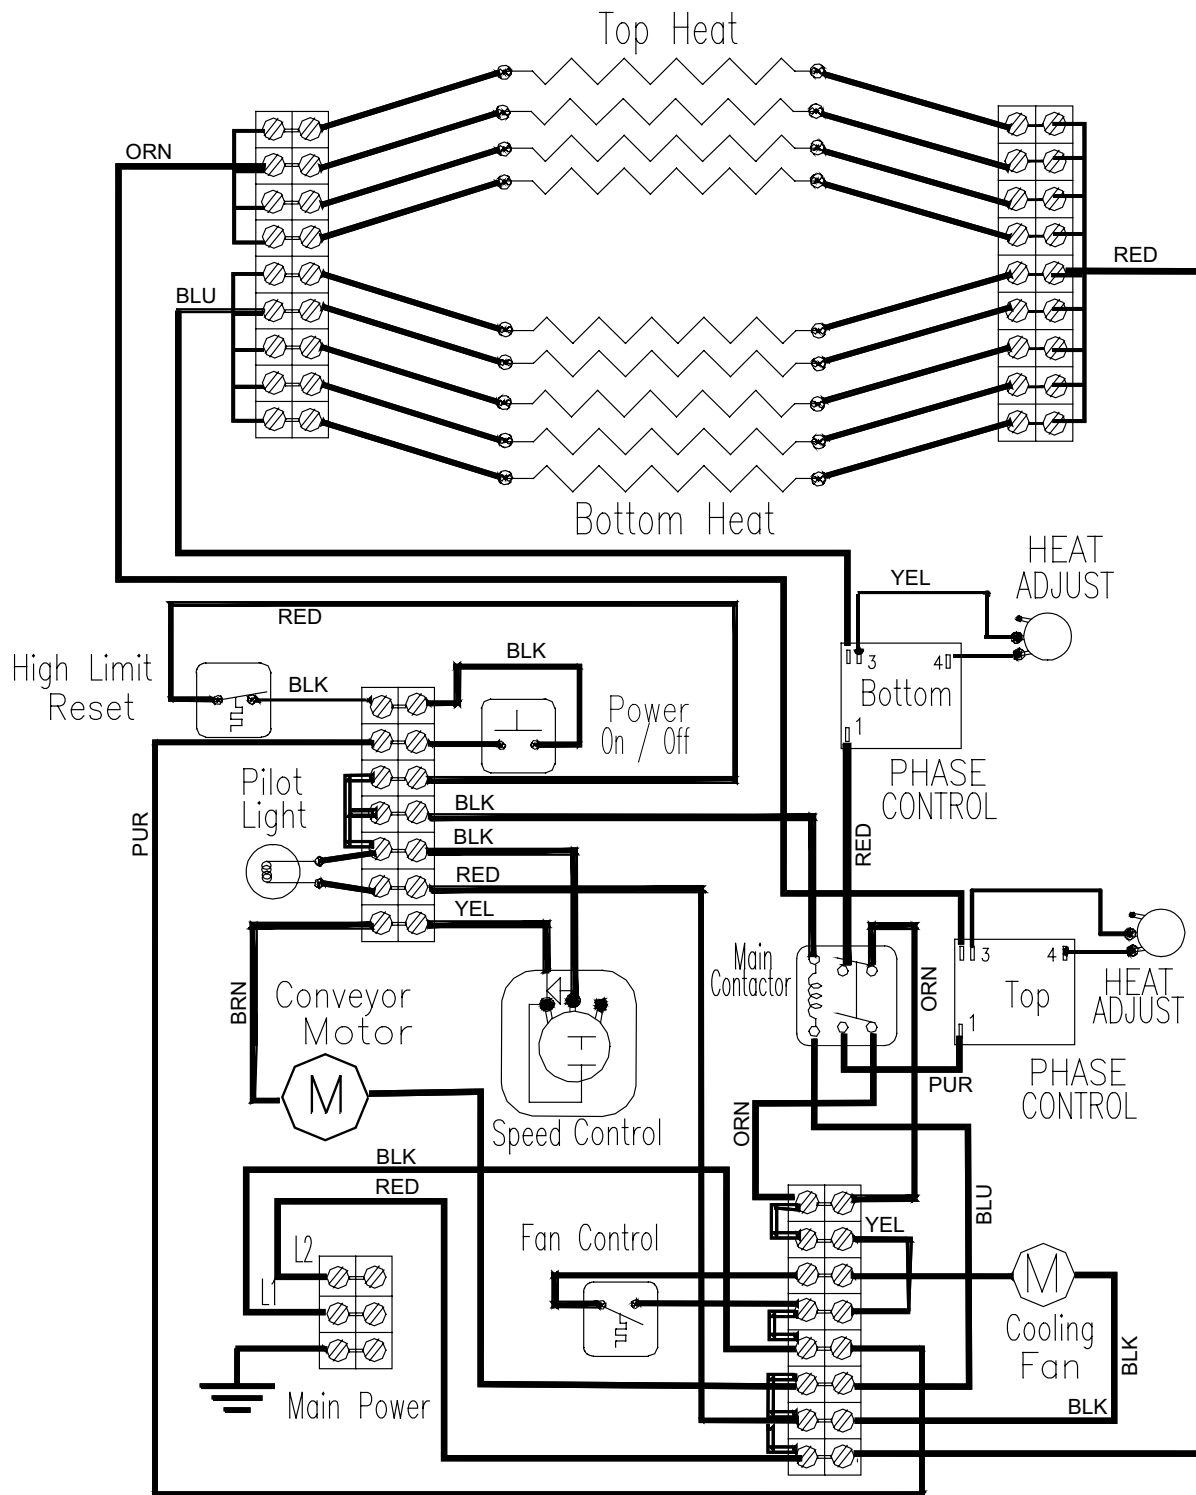 Top Heat
ORN
RED
BLU
Bottom Heat
HEAT
ADJUST
YEL
RED
BLK
High Limit
Reset
BLK
3
4
Bottom
1
Power
On / Off
PHASE
CONTROL
Pilot
Light
PUR
BLK
BLK
RED
RED
YEL
Main
Contactor
ORN
3
4
Top
1
HEAT
ADJUST
BRN
Conveyor
Motor
M
PUR
PHASE
CONTROL
Speed Control
ORN
BLK
RED
BLU
YEL
L2
L1
Fan Control
M
Cooling
Fan
BLK
BLK
Main Power